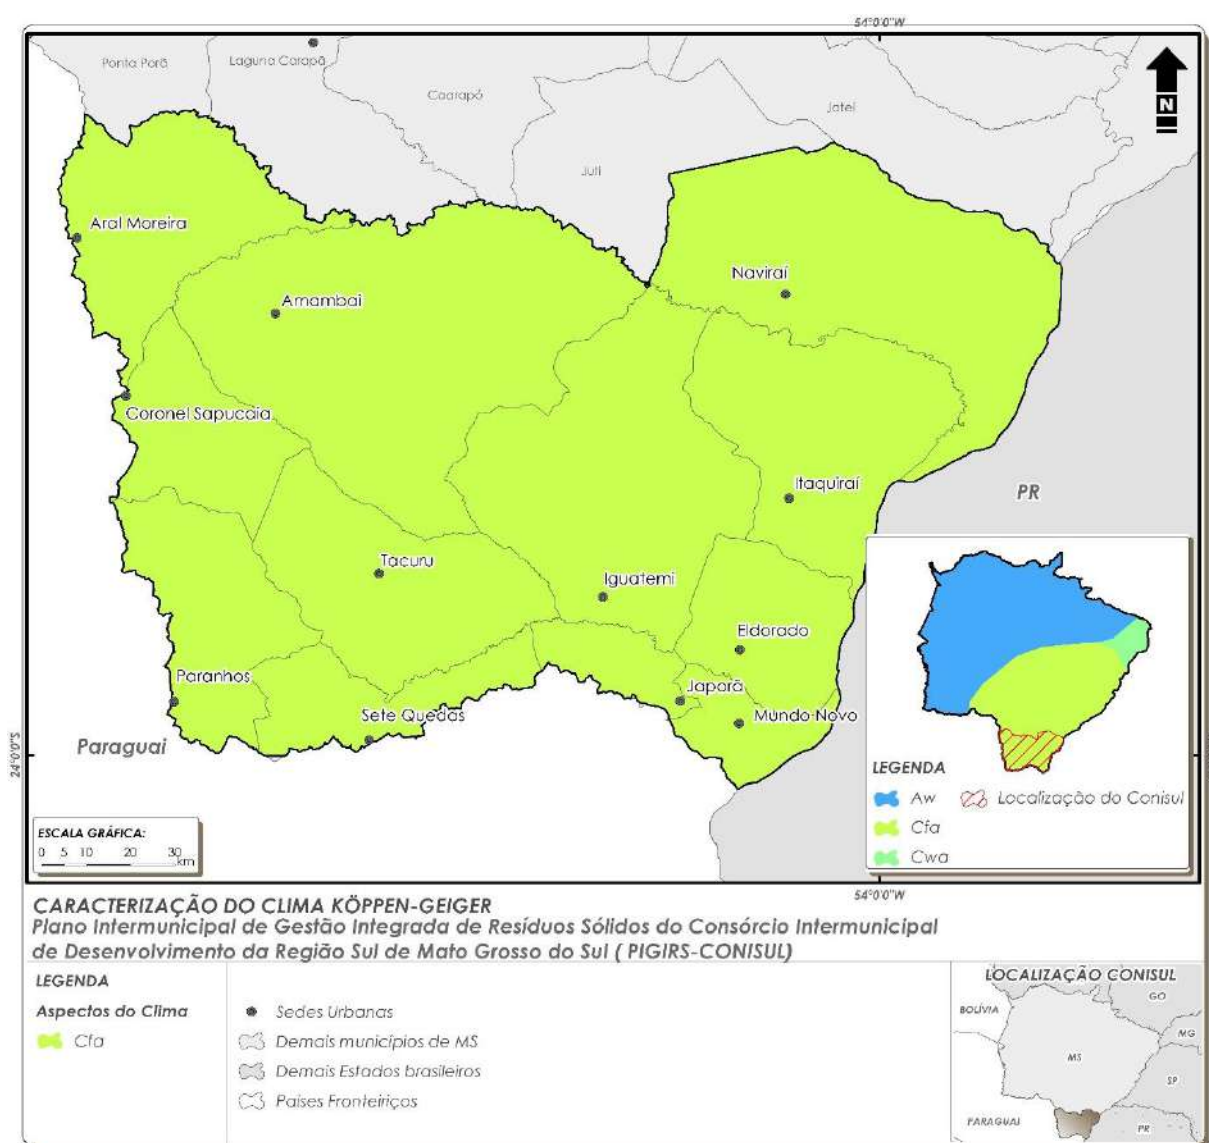 54°0'0"W
Ponta Porã
Laguna Carapã
Caarapó
Jateí
Juti
N
Aral Moreira
Naviraí
Amambai
Coronel Sapucaia
Itaquiraí
PR
Tacuru
Iguatemi
Eldorado
Paranhos
Japorã
Sete Quedas
Mundo Novo
Paraguai
24°0'0"S
LEGENDA
Aw
Localização do Conisul
Cfa
Cwa
ESCALA GRÁFICA:
0 5 10 20 30
km
54°0'0"W
CARACTERIZAÇÃO DO CLIMA KÖPPEN-GEIGER
Plano Intermunicipal de Gestão Integrada de Resíduos Sólidos do Consórcio Intermunicipal
de Desenvolvimento da Região Sul de Mato Grosso do Sul ( PIGIRS-CONISUL)
LEGENDA
Aspectos do Clima
Cfa
Sedes Urbanas
Demais municípios de MS
Demais Estados brasileiros
Países Fronteiriços
LOCALIZAÇÃO CONISUL
BOLÍVIA
GO
MG
MS
SP
PARAGUAI
PR